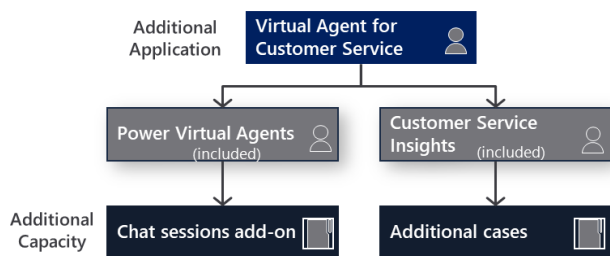 Additional
Application
Virtual Agent for
Customer Service
Power Virtual Agents
(included)
Customer Service
Insights (included)
Additional
Capacity
Chat sessions add-on
Additional cases